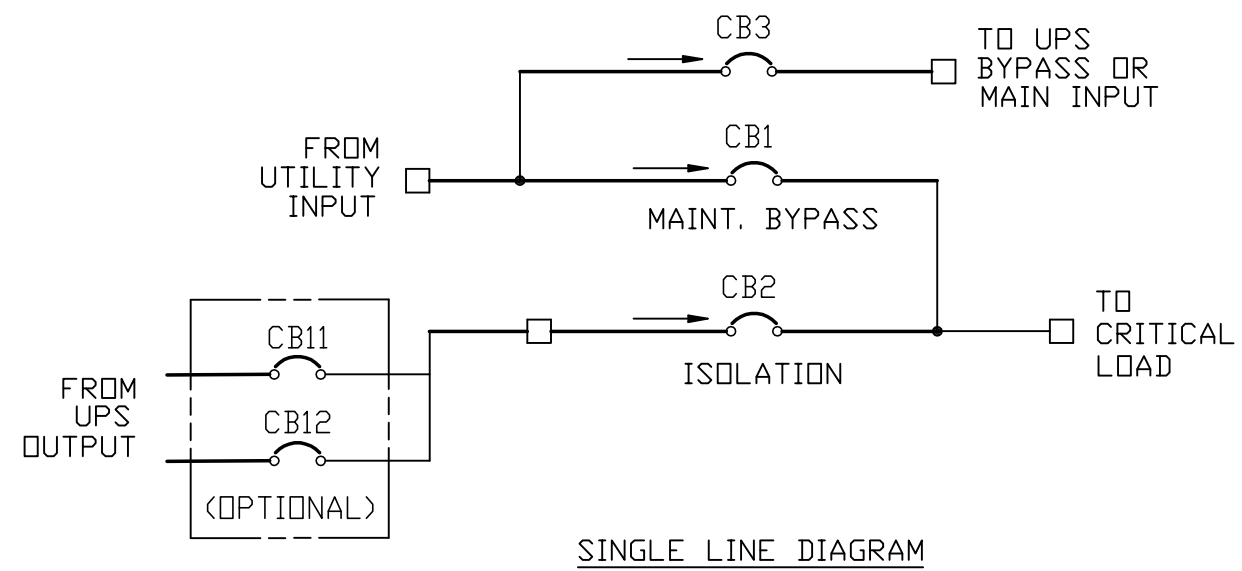 CB3
TO UPS
BYPASS OR
MAIN INPUT
CB1
FROM
UTILITY
INPUT
MAINT. BYPASS
CB2
TO
CRITICAL
LOAD
ISOLATION
CB11
FROM
UPS
OUTPUT
CB12
(OPTIONAL)
SINGLE LINE DIAGRAM